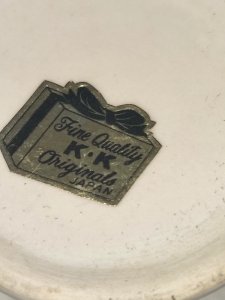 Fine Quality
K·K
Originals
JAPAN